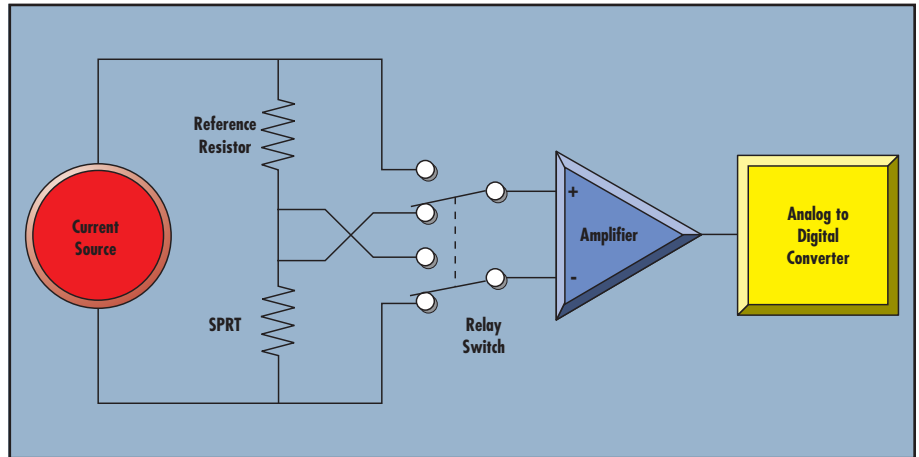 Reference
Resistor
Current
Source
SPRT
Relay
Switch
+
Amplifier
-
Analog to
Digital
Converter